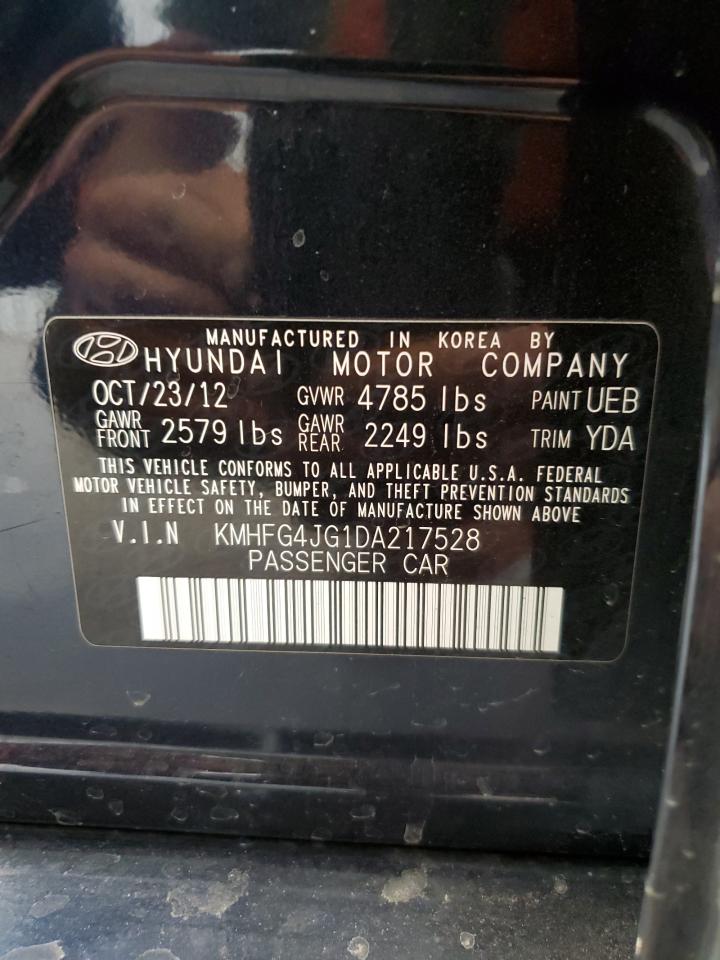 MANUFACTURED IN KOREA BY
HYUNDAI MOTOR COMPANY
OCT/23/12 GVWR 4785 lbs PAINT UEB
GAWR FRONT 2579 lbs GAWR REAR 2249 lbs TRIM YDA
THIS VEHICLE CONFORMS TO ALL APPLICABLE U.S.A. FEDERAL
MOTOR VEHICLE SAFETY, BUMPER, AND THEFT PREVENTION STANDARDS
IN EFFECT ON THE DATE OF MANUFACTURE SHOWN ABOVE
V.I.N KMHFG4JG1DA217528
PASSENGER CAR